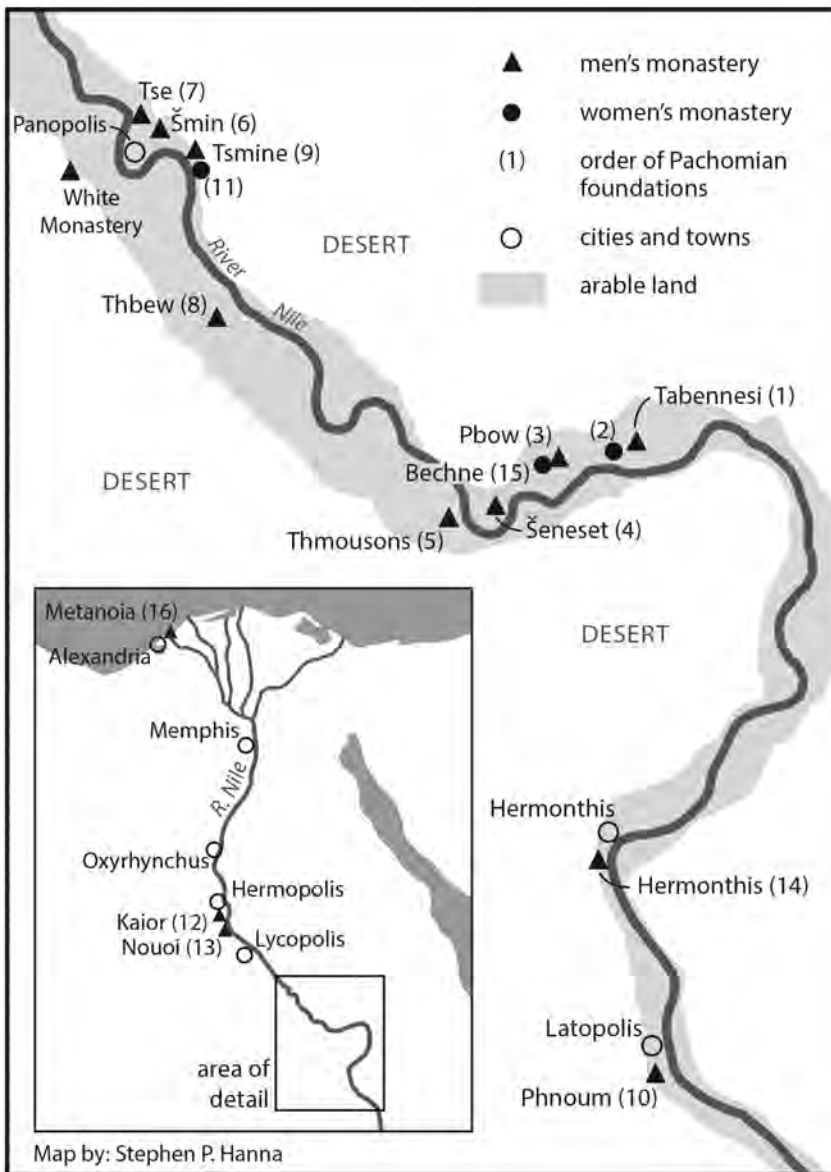 Tse (7)
Šmin (6)
Panopolis
Tsmine (9)
(11)
White
Monastery
River
Nile
DESERT
Thbew (8)
DESERT
men's monastery
women's monastery
(1) order of Pachomian
foundations
cities and towns
arable land
Tabennesi (1)
(2)
Pbow (3)
Bechne (15)
Šeneset (4)
Thmousons (5)
DESERT
Hermonthis
Hermonthis (14)
Latopolis
Phnoum (10)
Metanoia (16)
Alexandria
Memphis
R. Nile
Oxyrhynchus
Hermopolis
Kaior (12)
Nouoi (13)
Lycopolis
area of
detail
Map by: Stephen P. Hanna